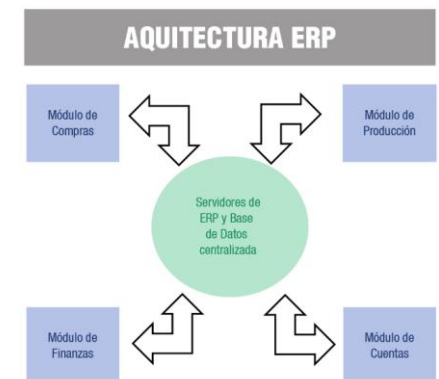 AQUITECTURA ERP
Módulo de
Compras
Módulo de
Producción
Servidores de
ERP y Base
de Datos
centralizada
Módulo de
Finanzas
Módulo de
Cuentas